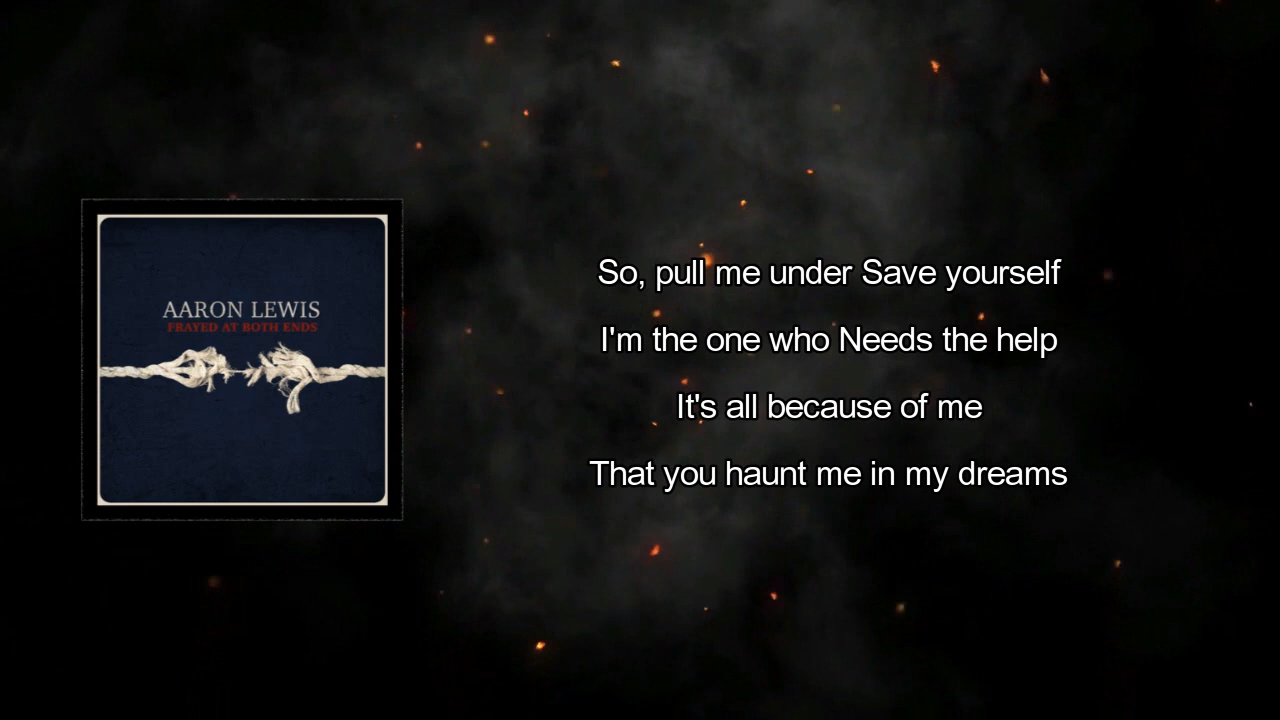 AARON LEWIS
FRAYED AT BOTH ENDS
So, pull me under Save yourself
I'm the one who Needs the help
It's all because of me
That you haunt me in my dreams